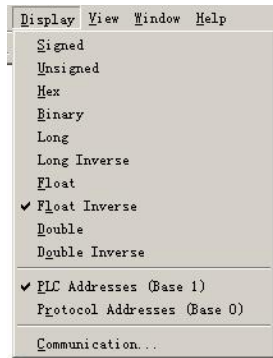 Display View Window Help
Signed
Unsigned
Hex
Binary
Long
Long Inverse
Float
Float Inverse
Double
Double Inverse
PLC Addresses (Base 1)
Protocol Addresses (Base 0)
Communication...